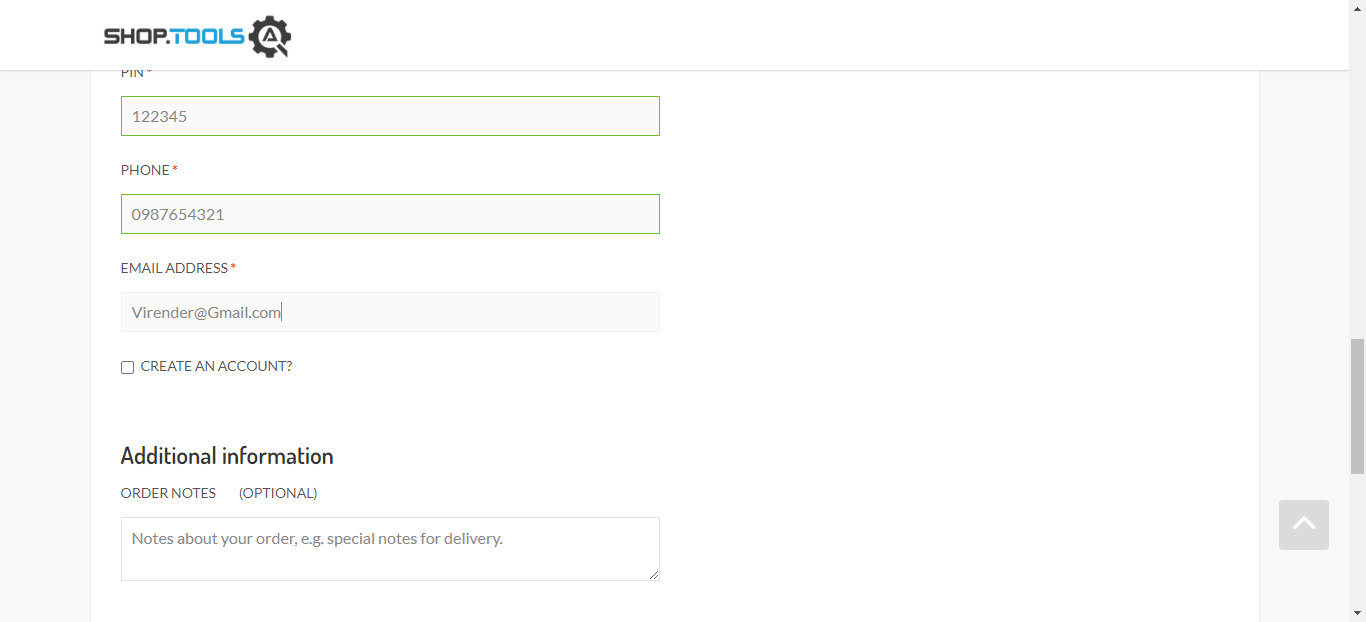 SHOP.TOOLS
PIN *
122345
PHONE *
0987654321
EMAIL ADDRESS *
Virender@Gmail.com
CREATE AN ACCOUNT?
Additional information
ORDER NOTES (OPTIONAL)
Notes about your order, e.g. special notes for delivery.